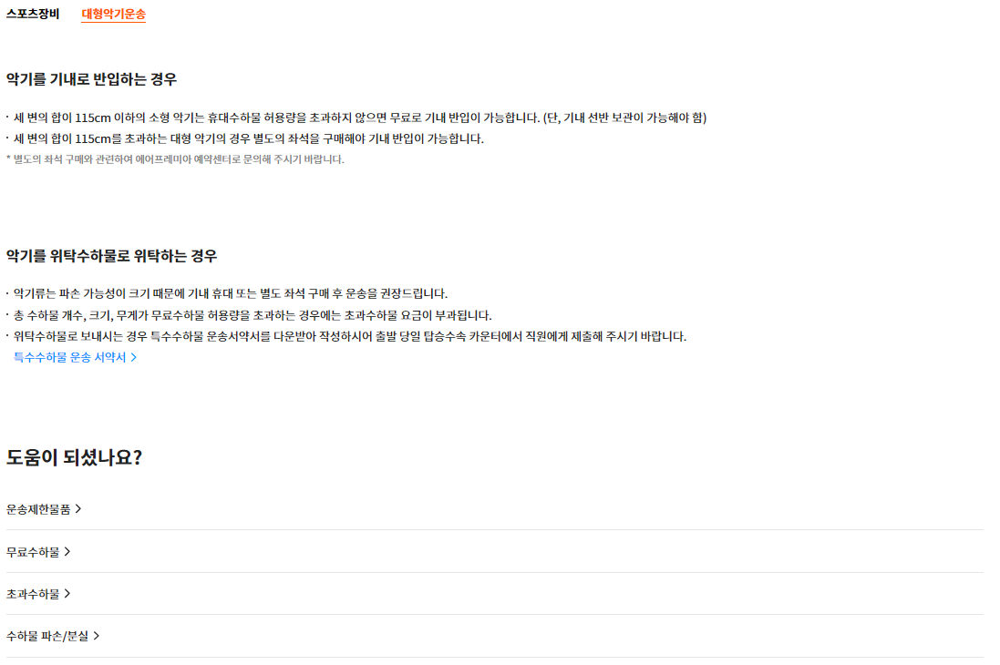 스포츠장비 대형악기운송
악기를 기내로 반입하는 경우
· 세 변의 합이 115cm 이하의 소형 악기는 휴대수하물 허용량을 초과하지 않으면 무료로 기내 반입이 가능합니다. (단, 기내 선반 보관이 가능해야 함)
· 세 변의 합이 115cm를 초과하는 대형 악기의 경우 별도의 좌석을 구매해야 기내 반입이 가능합니다.
* 별도의 좌석 구매와 관련하여 에어프레미아 예약센터로 문의해 주시기 바랍니다.
악기를 위탁수하물로 위탁하는 경우
· 악기류는 파손 가능성이 크기 때문에 기내 휴대 또는 별도 좌석 구매 후 운송을 권장드립니다.
· 총 수하물 개수, 크기, 무게가 무료수하물 허용량을 초과하는 경우에는 초과수하물 요금이 부과됩니다.
· 위탁수하물로 보내시는 경우 특수수하물 운송서약서를 다운받아 작성하시어 출발 당일 탑승수속 카운터에서 직원에게 제출해 주시기 바랍니다.
특수수하물 운송 서약서 >
도움이 되셨나요?
운송제한물품 >
무료수하물 >
초과수하물 >
수하물 파손/분실 >